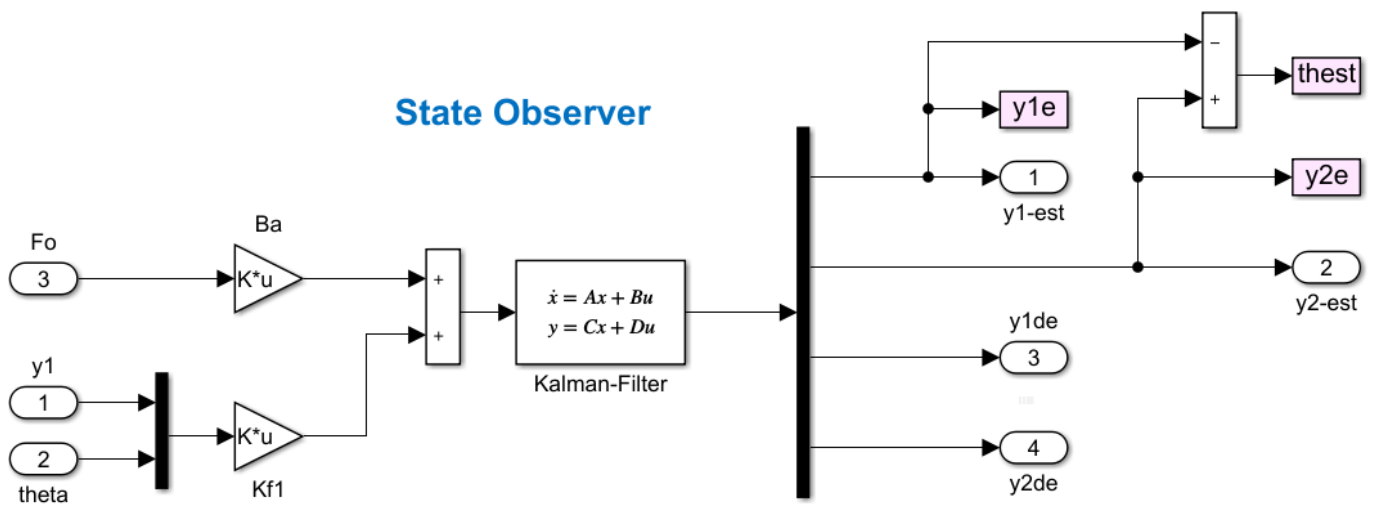 State Observer
−
+
thest
y1e
1
y1-est
y2e
2
y2-est
Fo
3
Ba
K*u
+
+
ẋ = Ax + Bu
y = Cx + Du
Kalman-Filter
y1
1
2
theta
K*u
Kf1
y1de
3
4
y2de